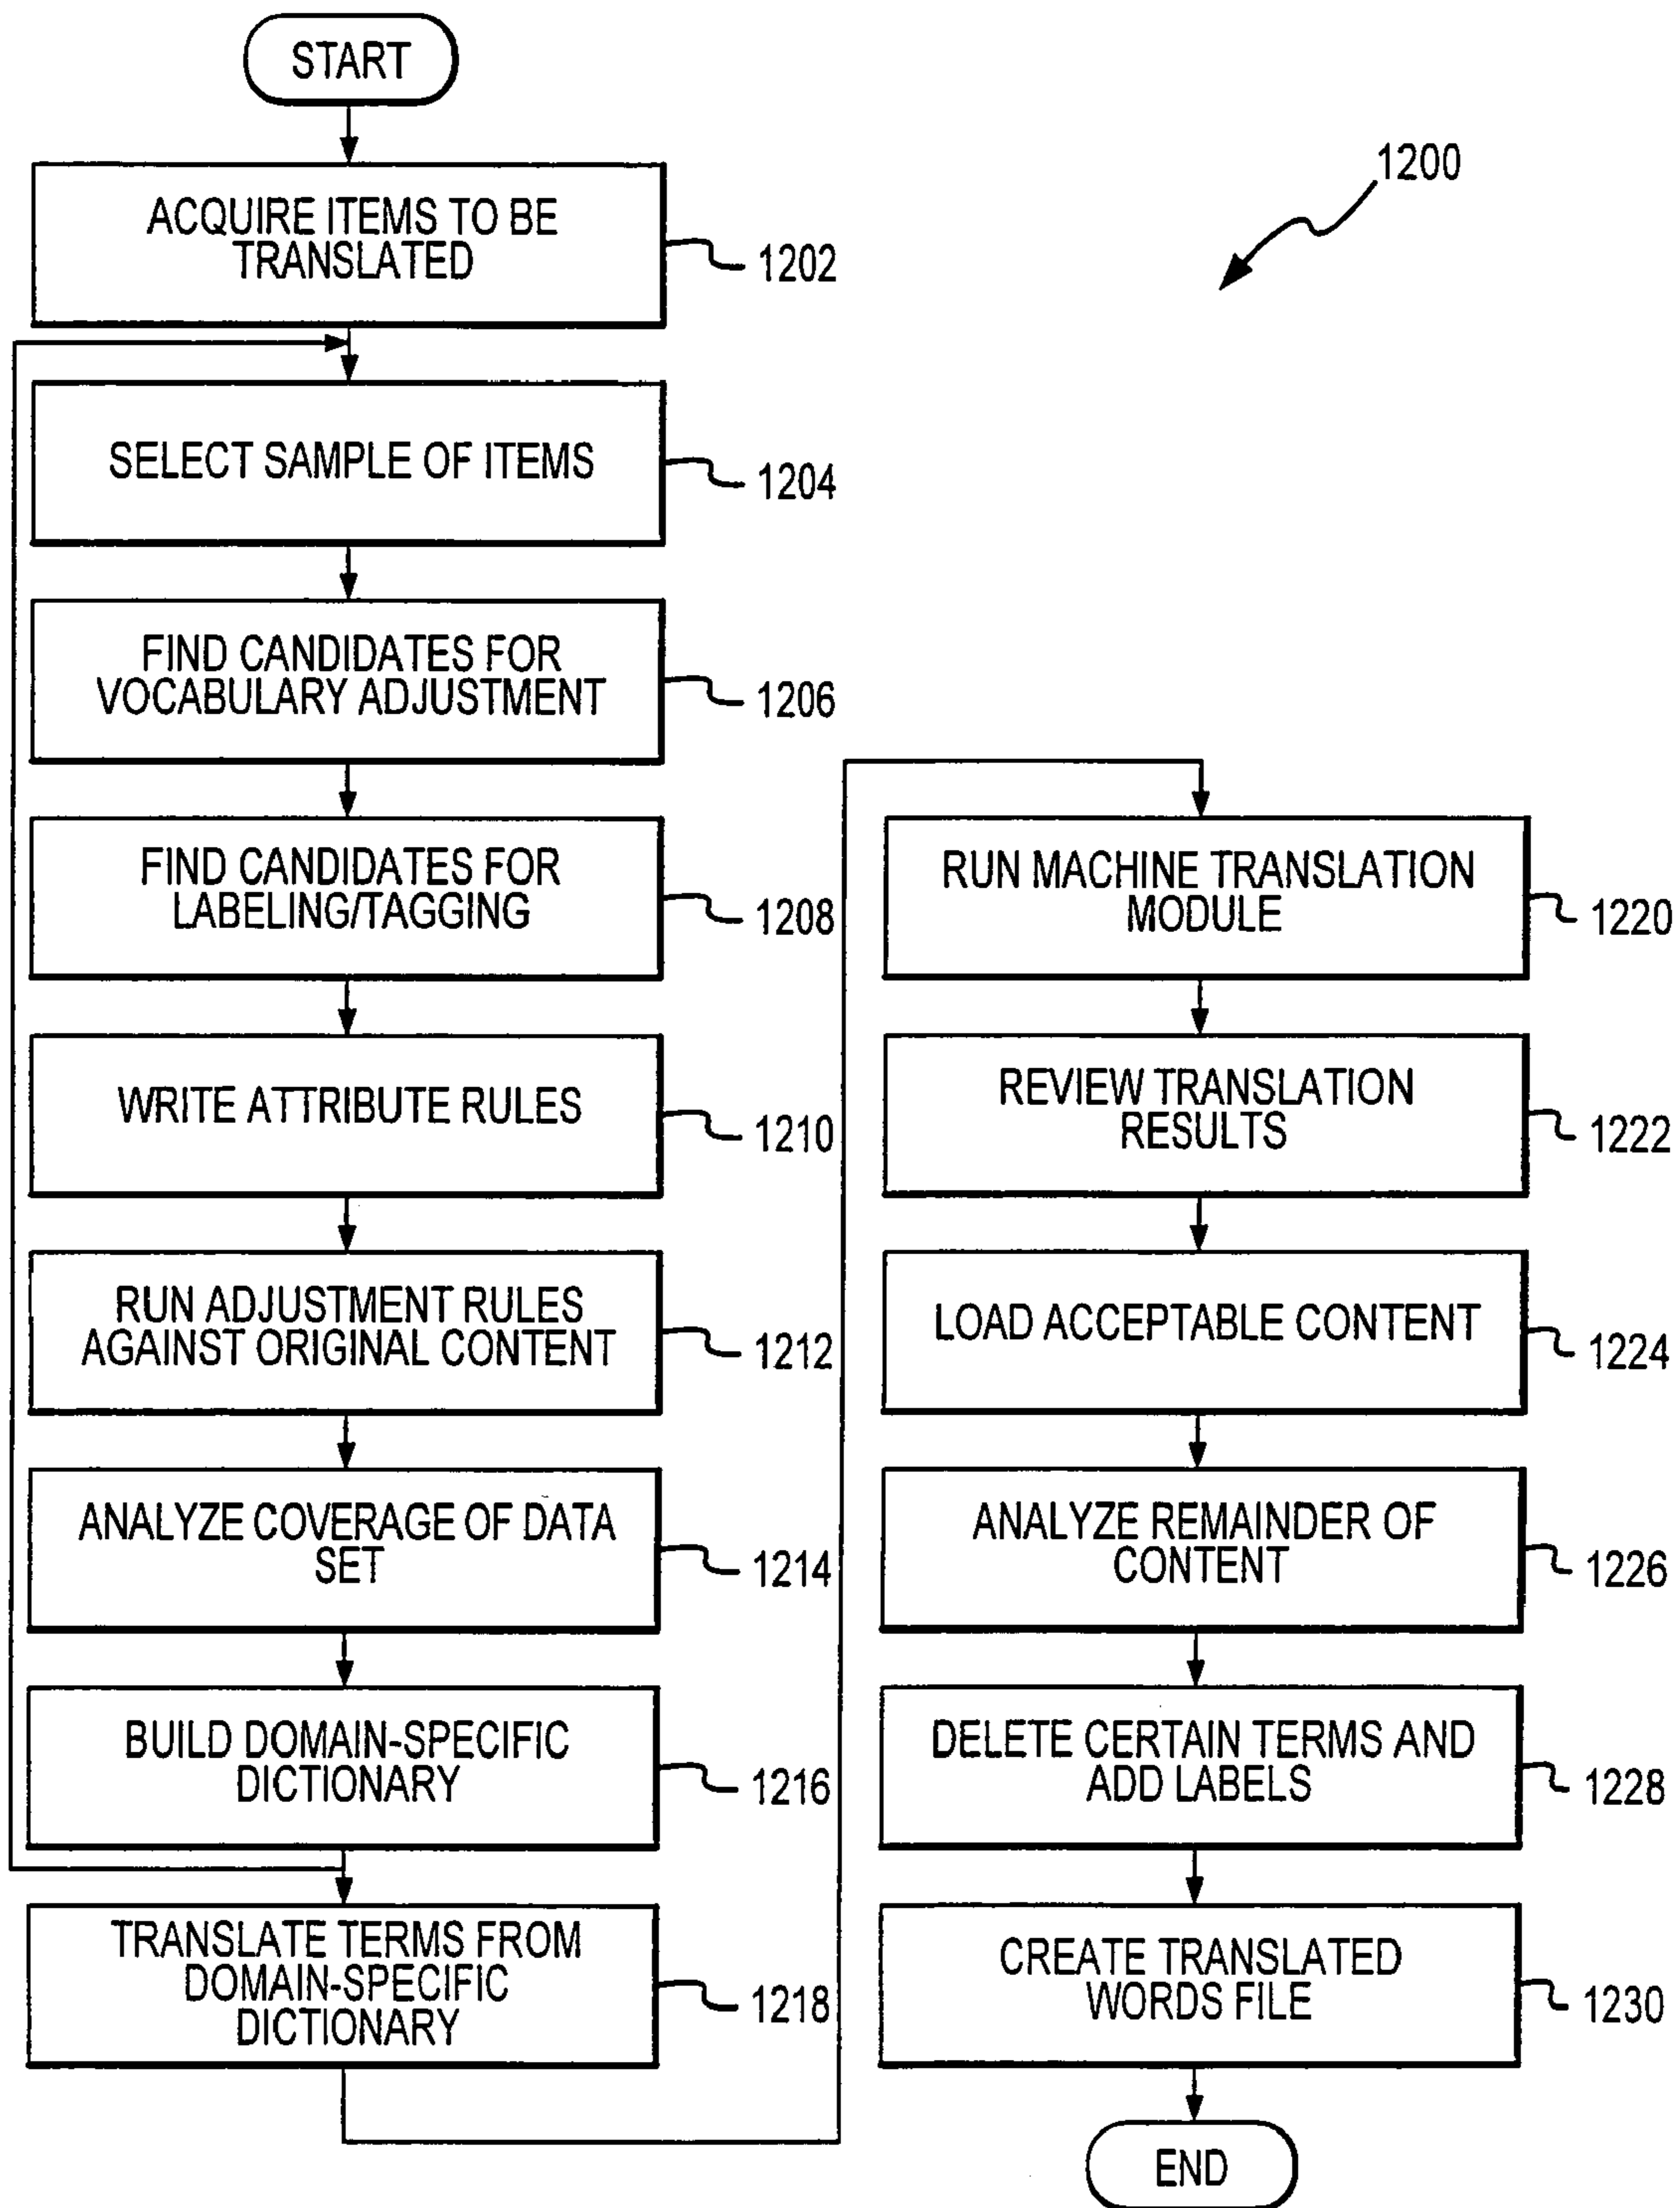 START
ACQUIRE ITEMS TO BE
TRANSLATED
1202
1200
SELECT SAMPLE OF ITEMS
1204
FIND CANDIDATES FOR
VOCABULARY ADJUSTMENT
1206
FIND CANDIDATES FOR
LABELING/TAGGING
1208
WRITE ATTRIBUTE RULES
1210
RUN ADJUSTMENT RULES
AGAINST ORIGINAL CONTENT
1212
ANALYZE COVERAGE OF DATA
SET
1214
BUILD DOMAIN-SPECIFIC
DICTIONARY
1216
TRANSLATE TERMS FROM
DOMAIN-SPECIFIC
DICTIONARY
1218
RUN MACHINE TRANSLATION
MODULE
1220
REVIEW TRANSLATION
RESULTS
1222
LOAD ACCEPTABLE CONTENT
1224
ANALYZE REMAINDER OF
CONTENT
1226
DELETE CERTAIN TERMS AND
ADD LABELS
1228
CREATE TRANSLATED
WORDS FILE
1230
END